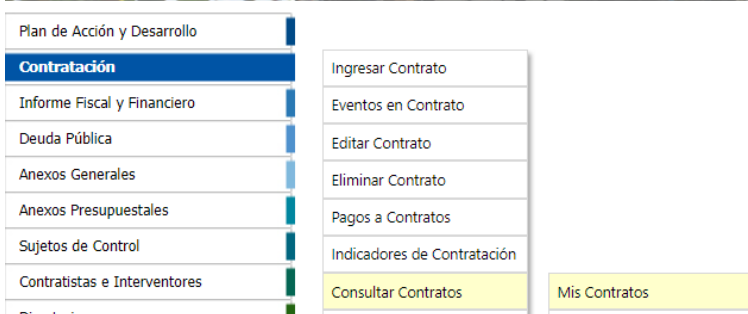 Plan de Acción y Desarrollo
Contratación
Informe Fiscal y Financiero
Deuda Pública
Anexos Generales
Anexos Presupuestales
Sujetos de Control
Contratistas e Interventores
Ingresar Contrato
Eventos en Contrato
Editar Contrato
Eliminar Contrato
Pagos a Contratos
Indicadores de Contratación
Consultar Contratos
Mis Contratos